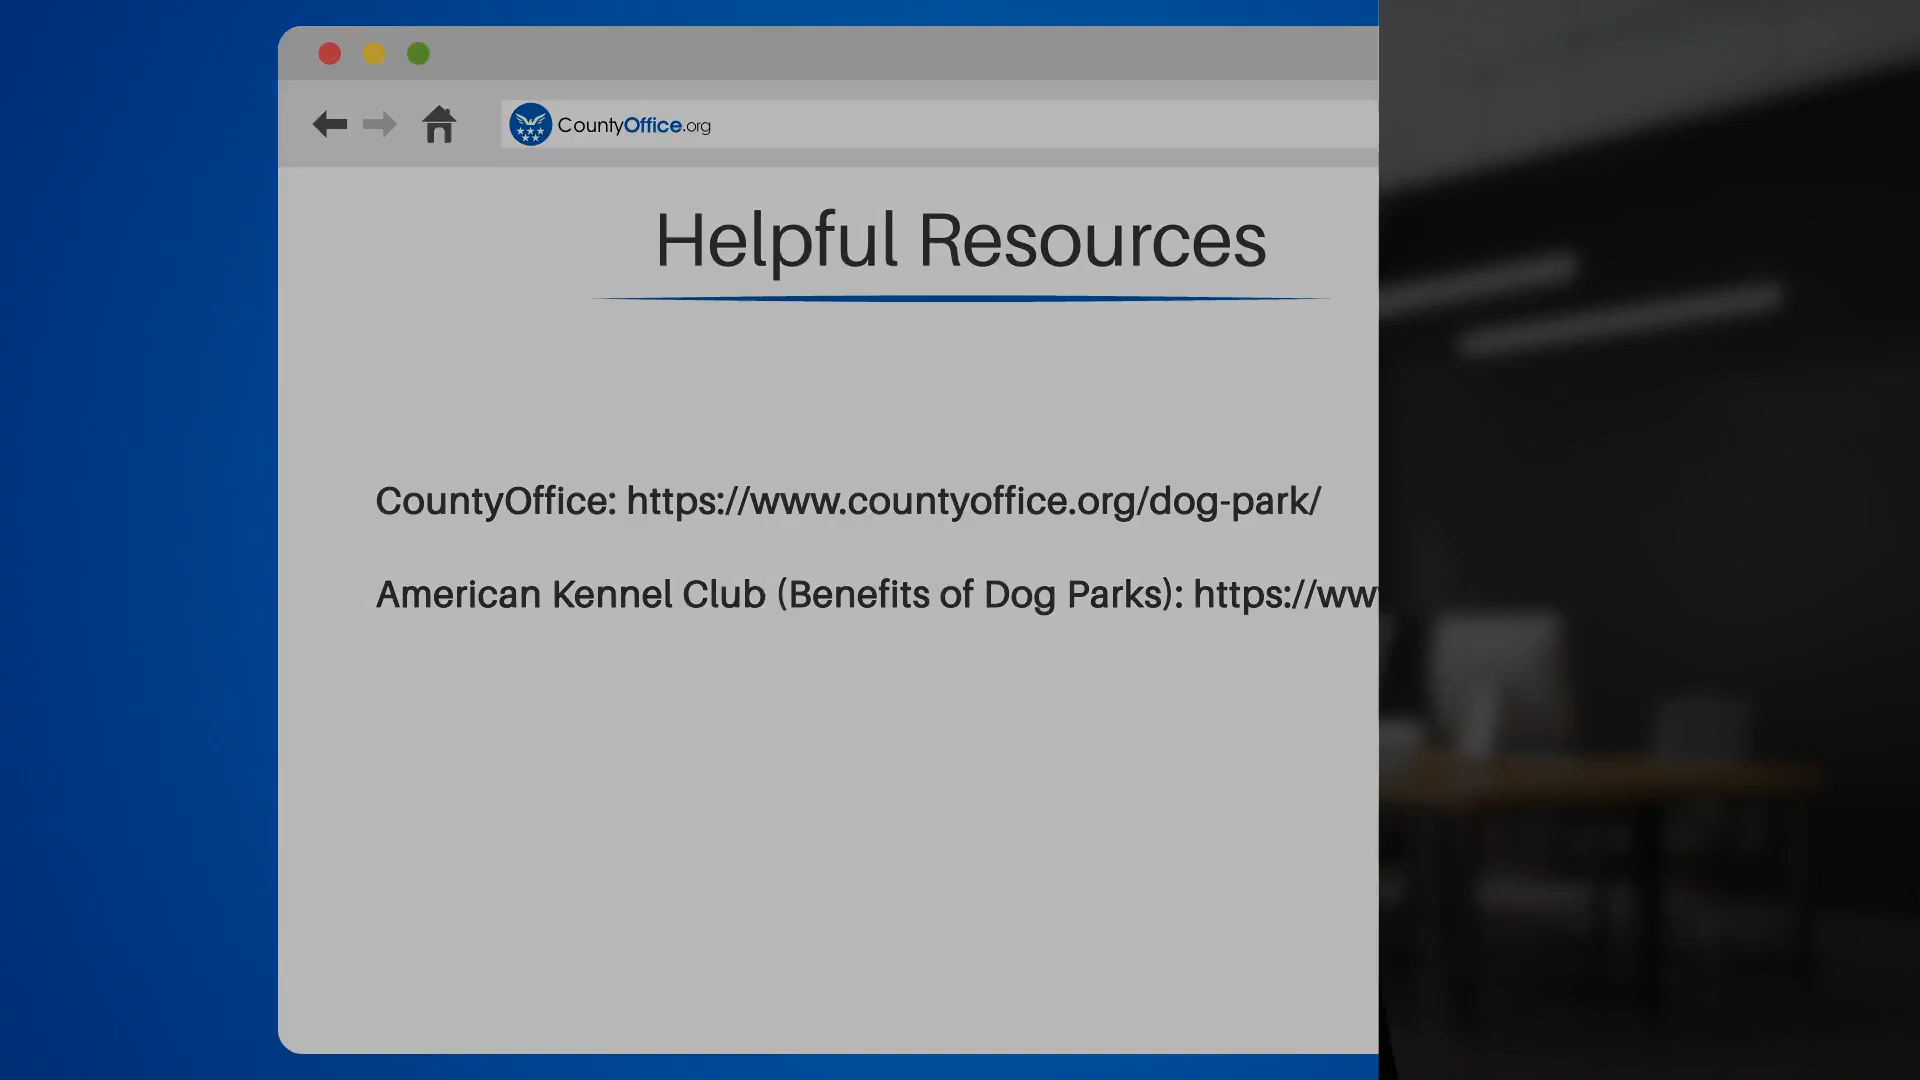 CountyOffice.org
Helpful Resources
CountyOffice: https://www.countyoffice.org/dog-park/
American Kennel Club (Benefits of Dog Parks): https://ww